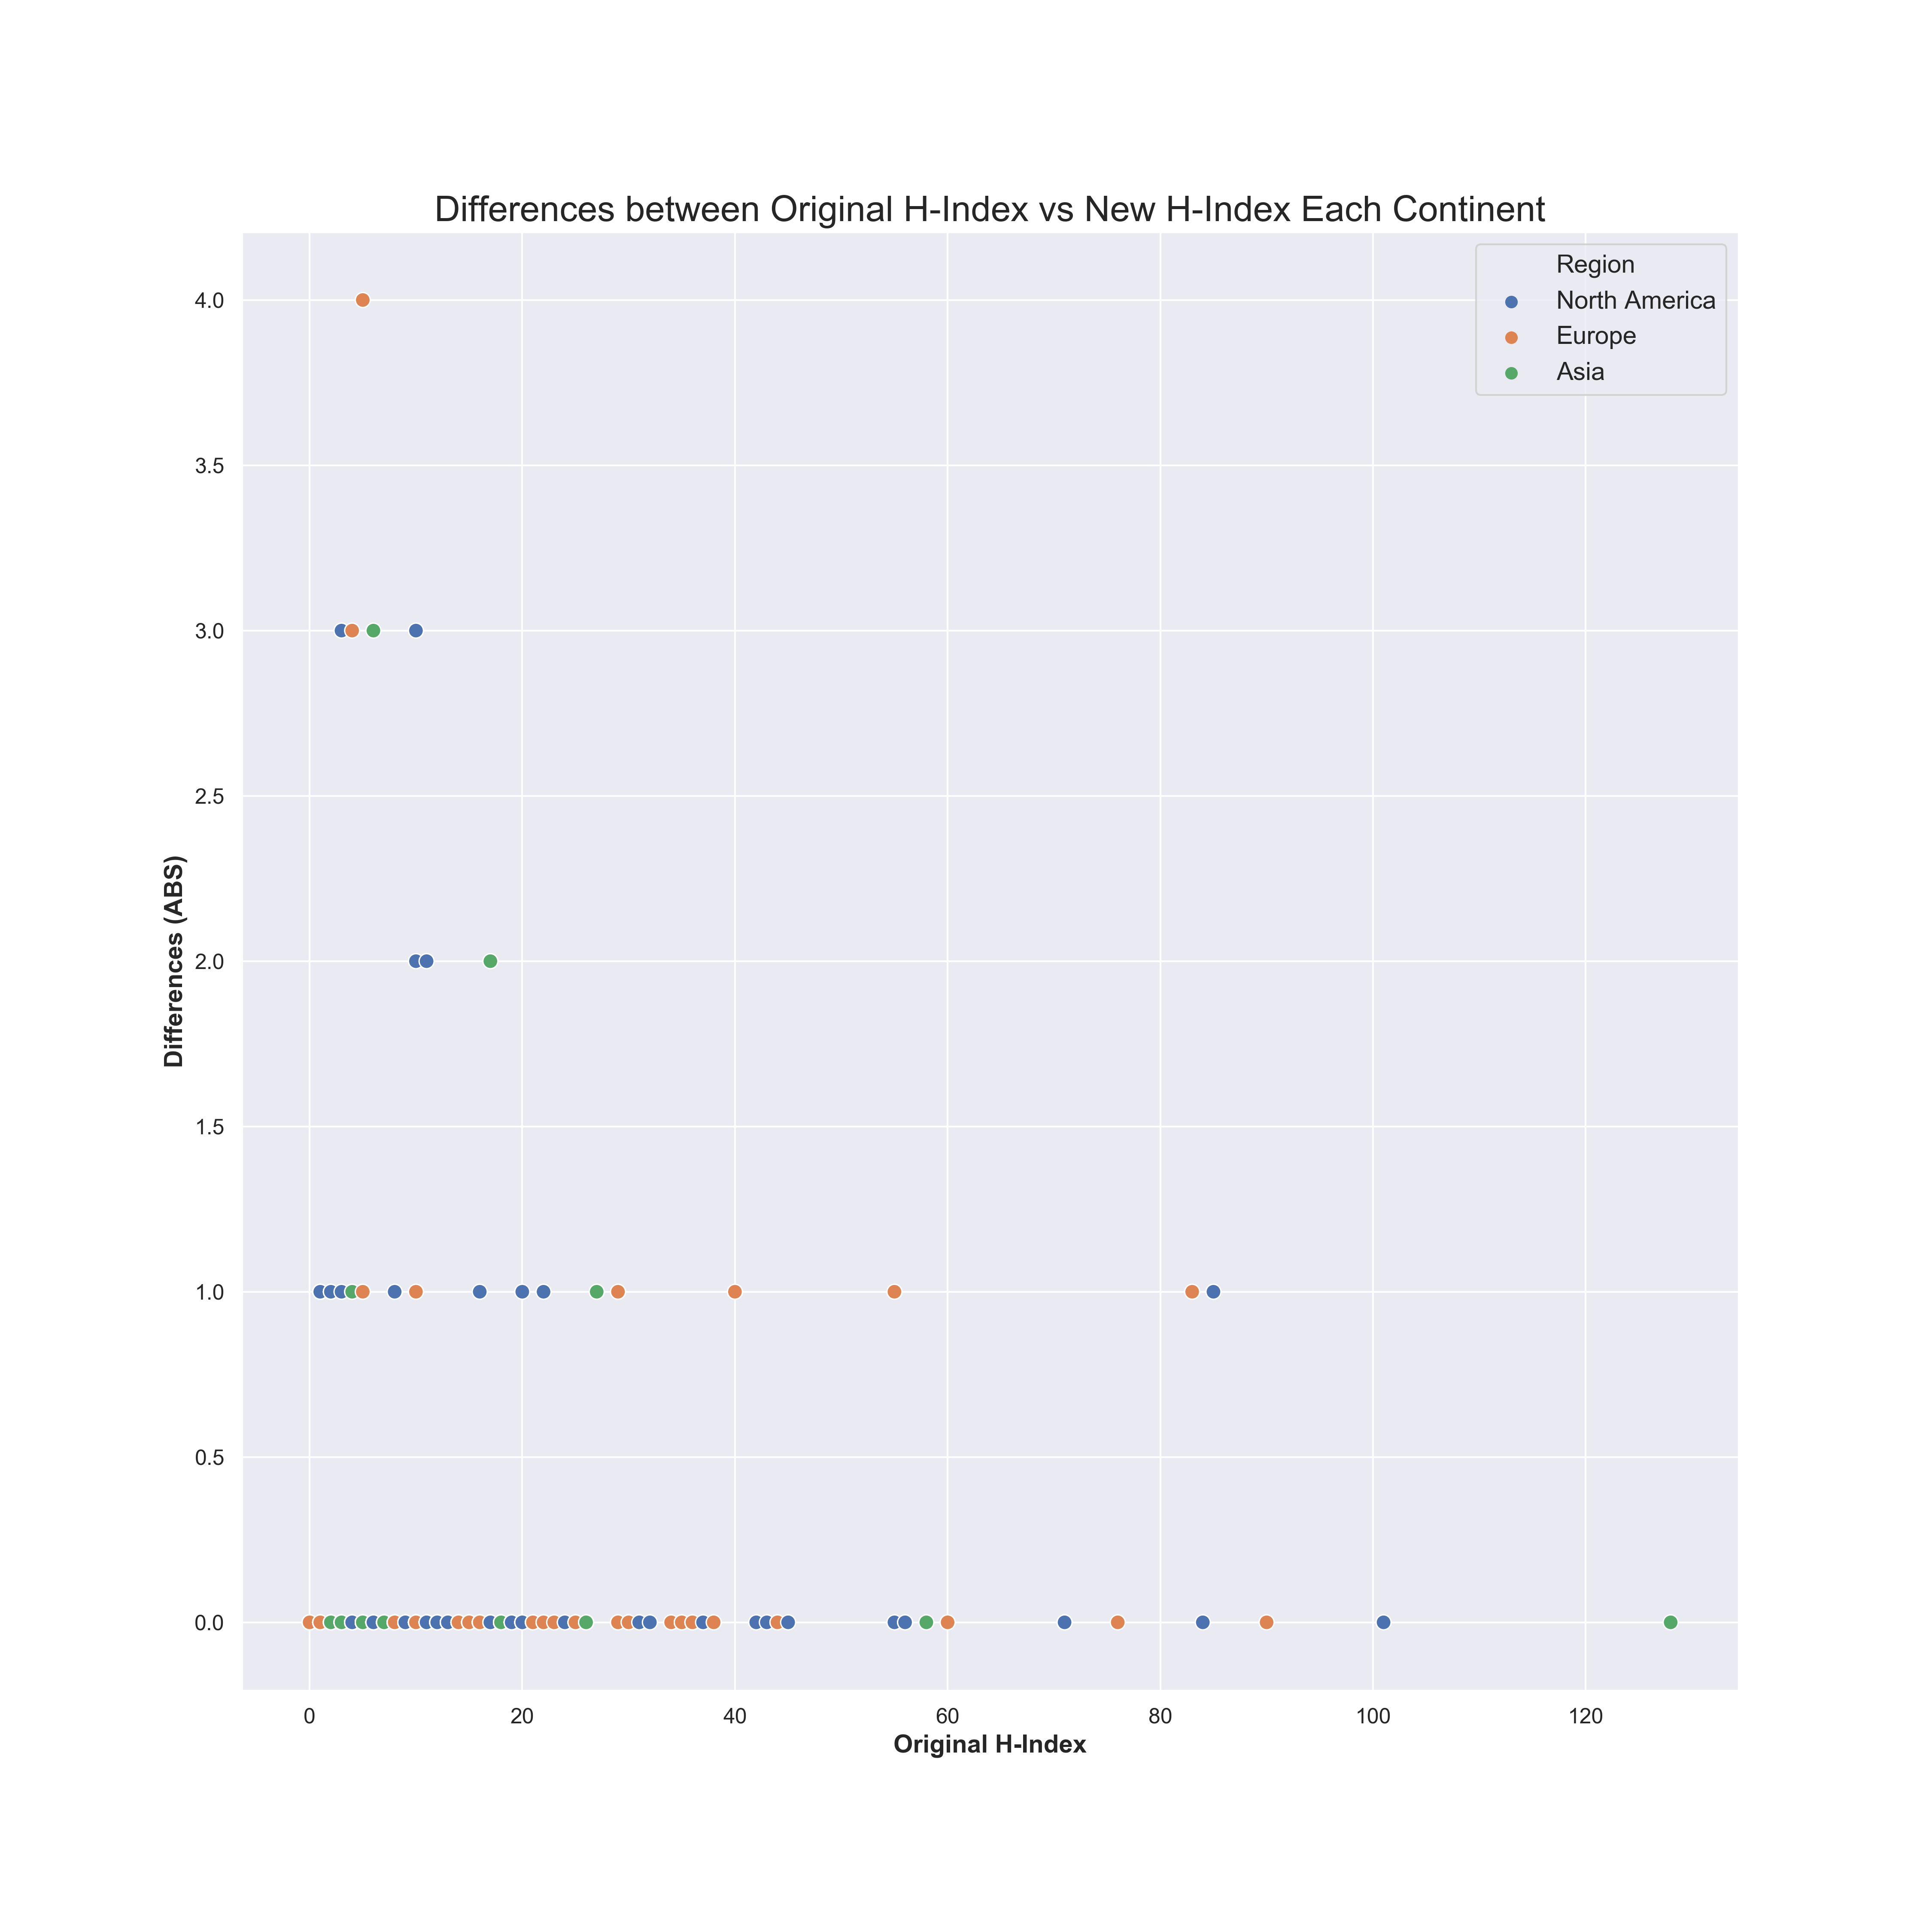 Differences between Original H-Index vs New H-Index Each Continent
Region
North America
Europe
Asia
4.0
3.5
3.0
2.5
2.0
1.5
1.0
0.5
0.0
Differences (ABS)
0 20 40 60 80 100 120
Original H-Index